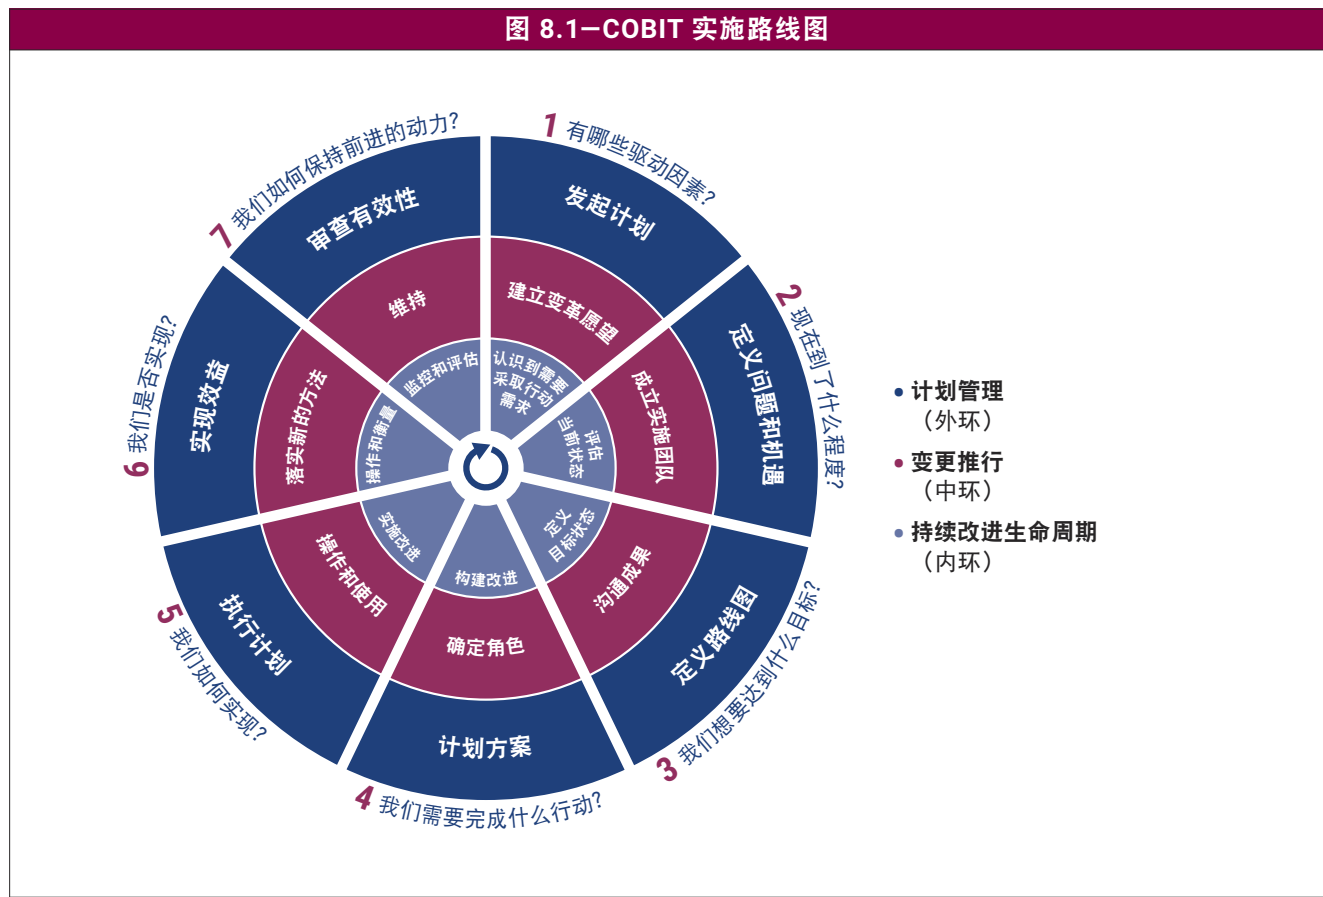 图 8.1—COBIT 实施路线图
1 有哪些驱动因素?
发起计划
建立变革愿望
认识到需要
采取行动
需求
2 现在到了什么程度?
定义问题和机遇
成立实施团队
评估
当前状态
3 我们想要达到什么目标?
定义路线图
沟通成果
定义
目标状态
4 我们需要完成什么行动?
计划方案
确定角色
构建改进
5 我们如何实现?
执行计划
操作和使用
实施改进
6 我们是否实现?
实现效益
落实新的方法
操作和衡量
7 我们如何保持前进的动力?
审查有效性
维持
监控和评估
• 计划管理
（外环）
• 变更推行
（中环）
• 持续改进生命周期
（内环）